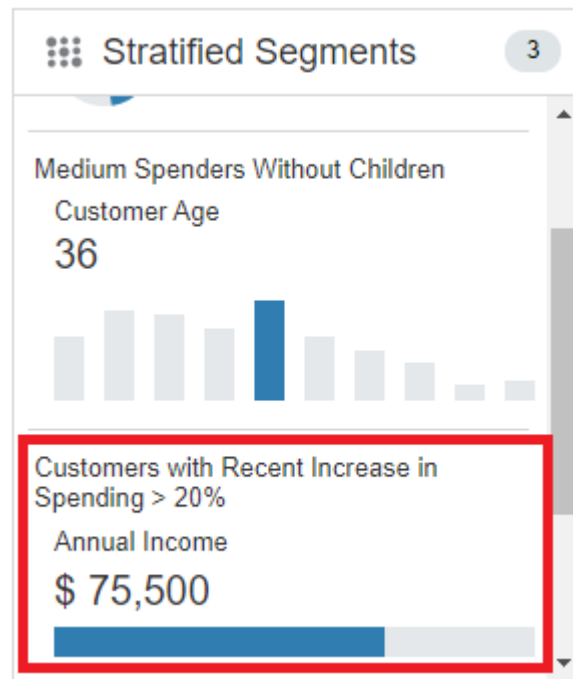 Stratified Segments 3
Medium Spenders Without Children
Customer Age
36
Customers with Recent Increase in
Spending > 20%
Annual Income
$ 75,500